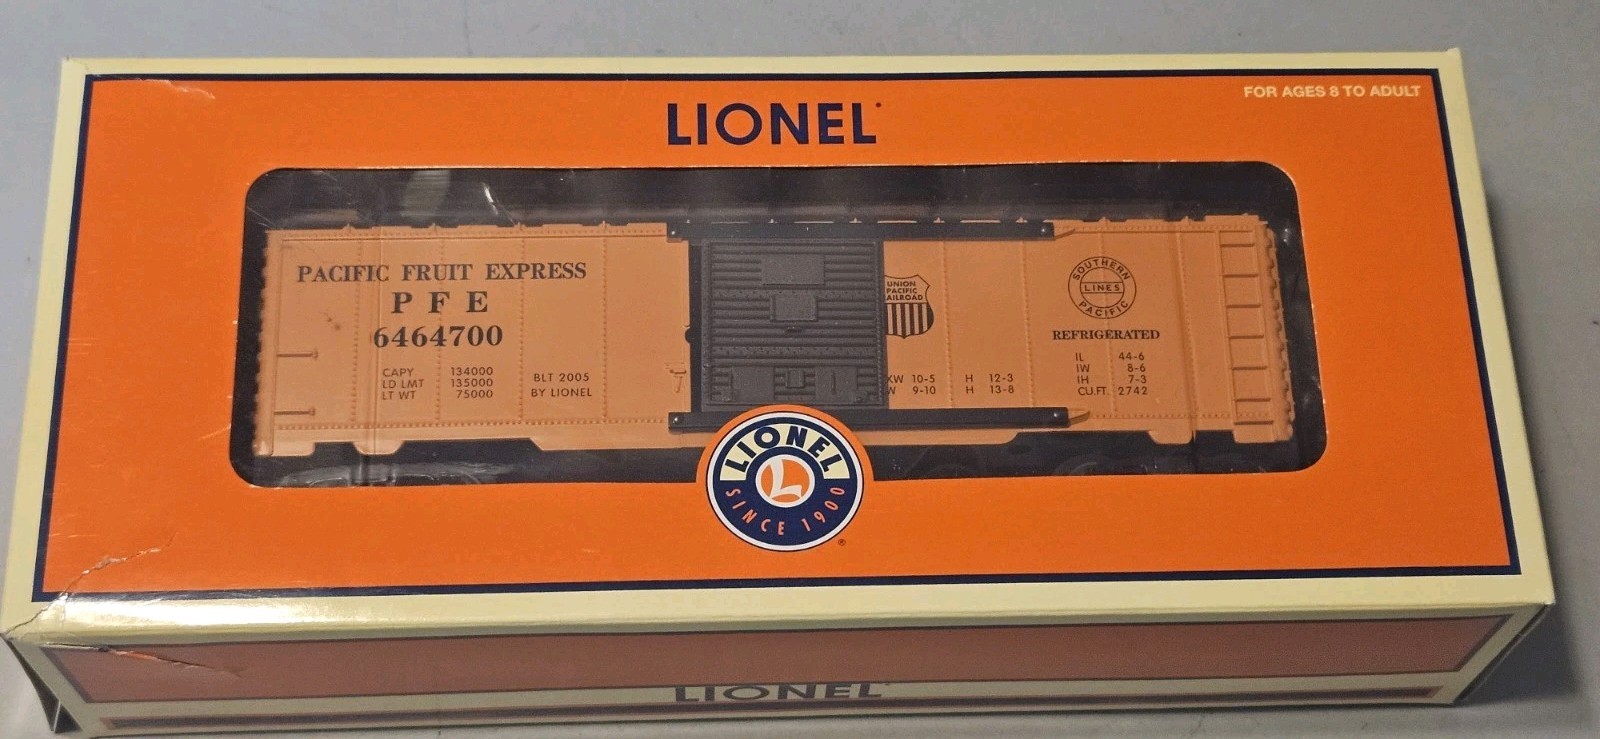 FOR AGES 8 TO ADULT
LIONEL
PACIFIC FRUIT EXPRESS
P F E
6464700
CAPY 134000
LD LMT 135000
LT WT 75000
BLT 2005
BY LIONEL
UNION
PACIFIC
AILROAD
SOUTHERN
LINES
PACIFIC
REFRIGERATED
XW 10-5 H 12-3
W 9-10 H 13-8
IL 44-6
IW 8-6
IH 7-3
CU.FT. 2742
LIONEL
L
SINCE 1900
LIONEL